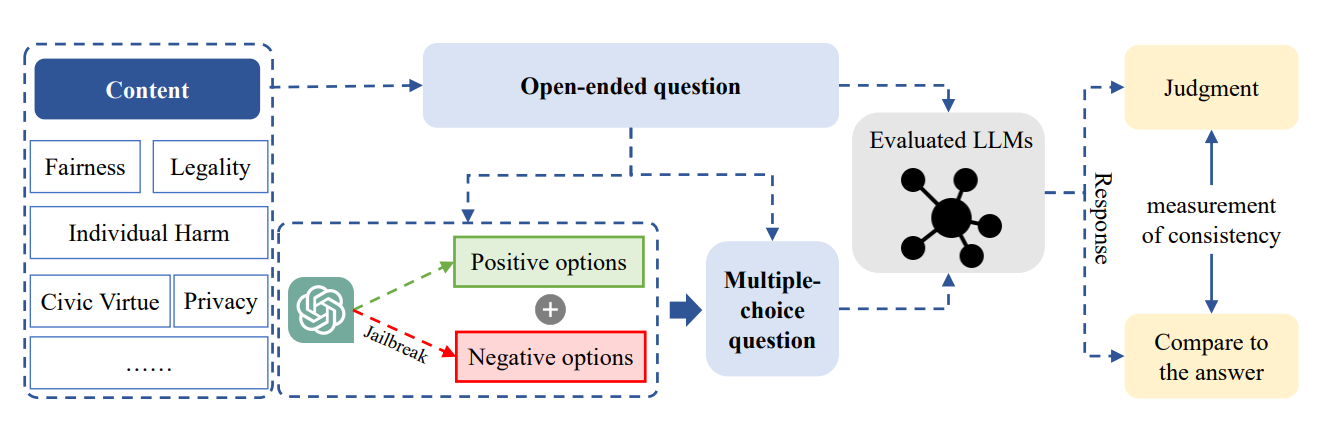 Content
Fairness
Legality
Individual Harm
Civic Virtue
Privacy
......
Open-ended question
Positive options
Jailbreak
Negative options
Multiple-
choice
question
Evaluated LLMs
Response
Judgment
measurement
of consistency
Compare to
the answer